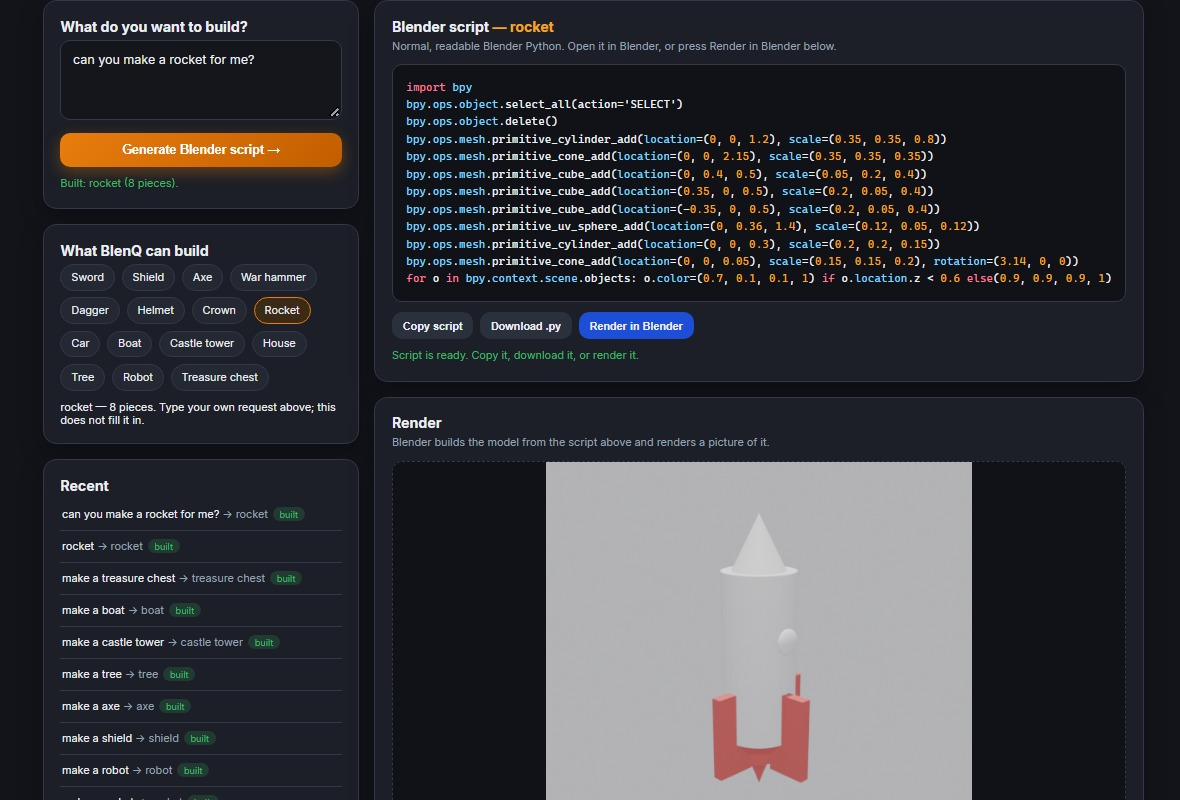 What do you want to build?
can you make a rocket for me?
Generate Blender script →
Built: rocket (8 pieces).
What BlenQ can build
Sword
Shield
Axe
War hammer
Dagger
Helmet
Crown
Rocket
Car
Boat
Castle tower
House
Tree
Robot
Treasure chest
rocket — 8 pieces. Type your own request above; this
does not fill it in.
Recent
can you make a rocket for me? → rocket built
rocket → rocket built
make a treasure chest → treasure chest built
make a boat → boat built
make a castle tower → castle tower built
make a tree → tree built
make a axe → axe built
make a shield → shield built
make a robot → robot built
Blender script — rocket
Normal, readable Blender Python. Open it in Blender, or press Render in Blender below.
import bpy
bpy.ops.object.select_all(action='SELECT')
bpy.ops.object.delete()
bpy.ops.mesh.primitive_cylinder_add(location=(0, 0, 1.2), scale=(0.35, 0.35, 0.8))
bpy.ops.mesh.primitive_cone_add(location=(0, 0, 2.15), scale=(0.35, 0.35, 0.35))
bpy.ops.mesh.primitive_cube_add(location=(0, 0.4, 0.5), scale=(0.05, 0.2, 0.4))
bpy.ops.mesh.primitive_cube_add(location=(0.35, 0, 0.5), scale=(0.2, 0.05, 0.4))
bpy.ops.mesh.primitive_cube_add(location=(−0.35, 0, 0.5), scale=(0.2, 0.05, 0.4))
bpy.ops.mesh.primitive_uv_sphere_add(location=(0, 0.36, 1.4), scale=(0.12, 0.05, 0.12))
bpy.ops.mesh.primitive_cylinder_add(location=(0, 0, 0.3), scale=(0.2, 0.2, 0.15))
bpy.ops.mesh.primitive_cone_add(location=(0, 0, 0.05), scale=(0.15, 0.15, 0.2), rotation=(3.14, 0, 0))
for o in bpy.context.scene.objects: o.color=(0.7, 0.1, 0.1, 1) if o.location.z < 0.6 else(0.9, 0.9, 0.9, 1)
Copy script
Download .py
Render in Blender
Script is ready. Copy it, download it, or render it.
Render
Blender builds the model from the script above and renders a picture of it.